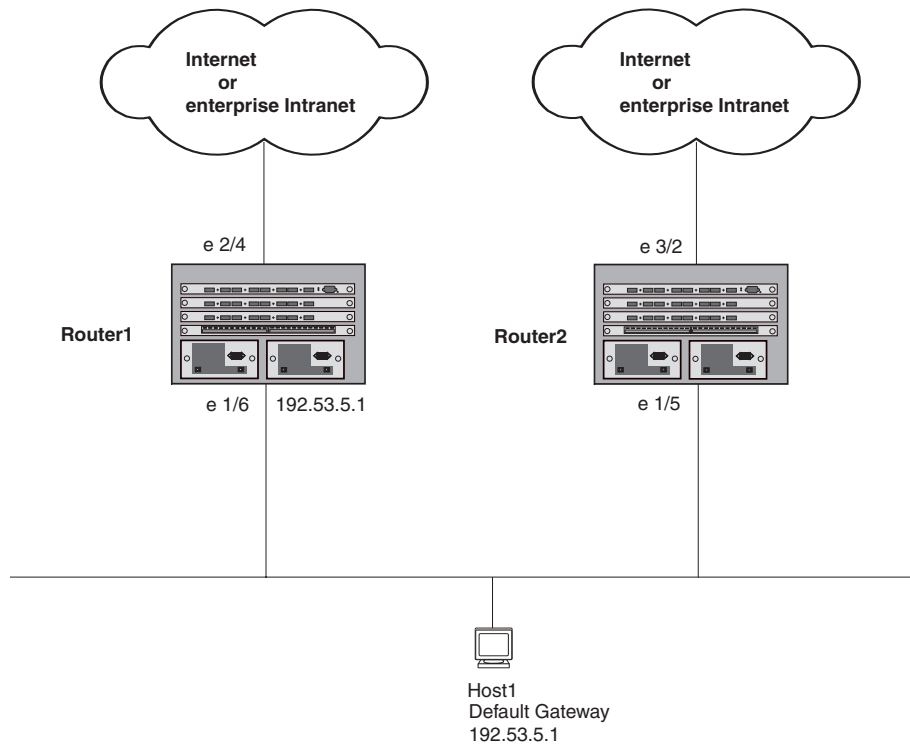 Internet
or
enterprise Intranet
Internet
or
enterprise Intranet
e 2/4
e 3/2
Router1
Router2
e 1/6
192.53.5.1
e 1/5
Host1
Default Gateway
192.53.5.1